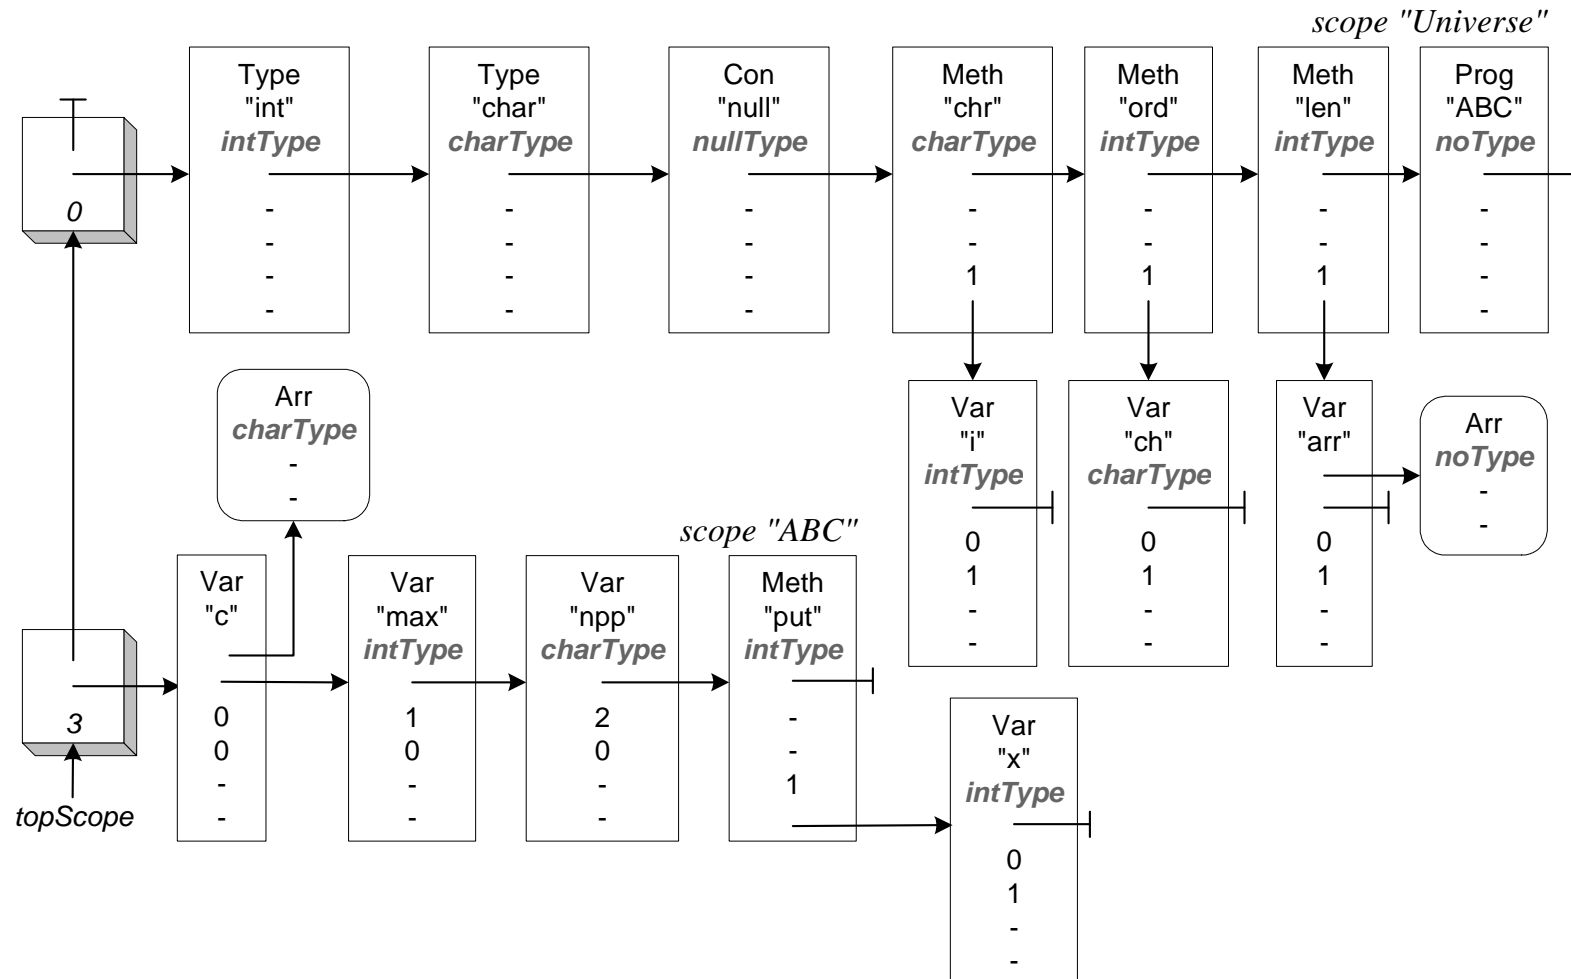 scope "Universe"
Type
"int"
intType
-
-
-
-
Type
"char"
charType
-
-
-
-
Con
"null"
nullType
-
-
-
-
Meth
"chr"
charType
-
-
1
Meth
"ord"
intType
-
-
1
Meth
"len"
intType
-
-
1
Prog
"ABC"
noType
-
-
-
-
0
Arr
charType
-
-
Var
"i"
intType
0
1
-
-
Var
"ch"
charType
0
1
-
-
Var
"arr"
0
1
-
-
Arr
noType
-
-
scope "ABC"
3
topScope
Var
"c"
0
0
-
-
Var
"max"
intType
1
0
-
-
Var
"npp"
charType
2
0
-
-
Meth
"put"
intType
-
-
1
Var
"x"
intType
0
1
-
-